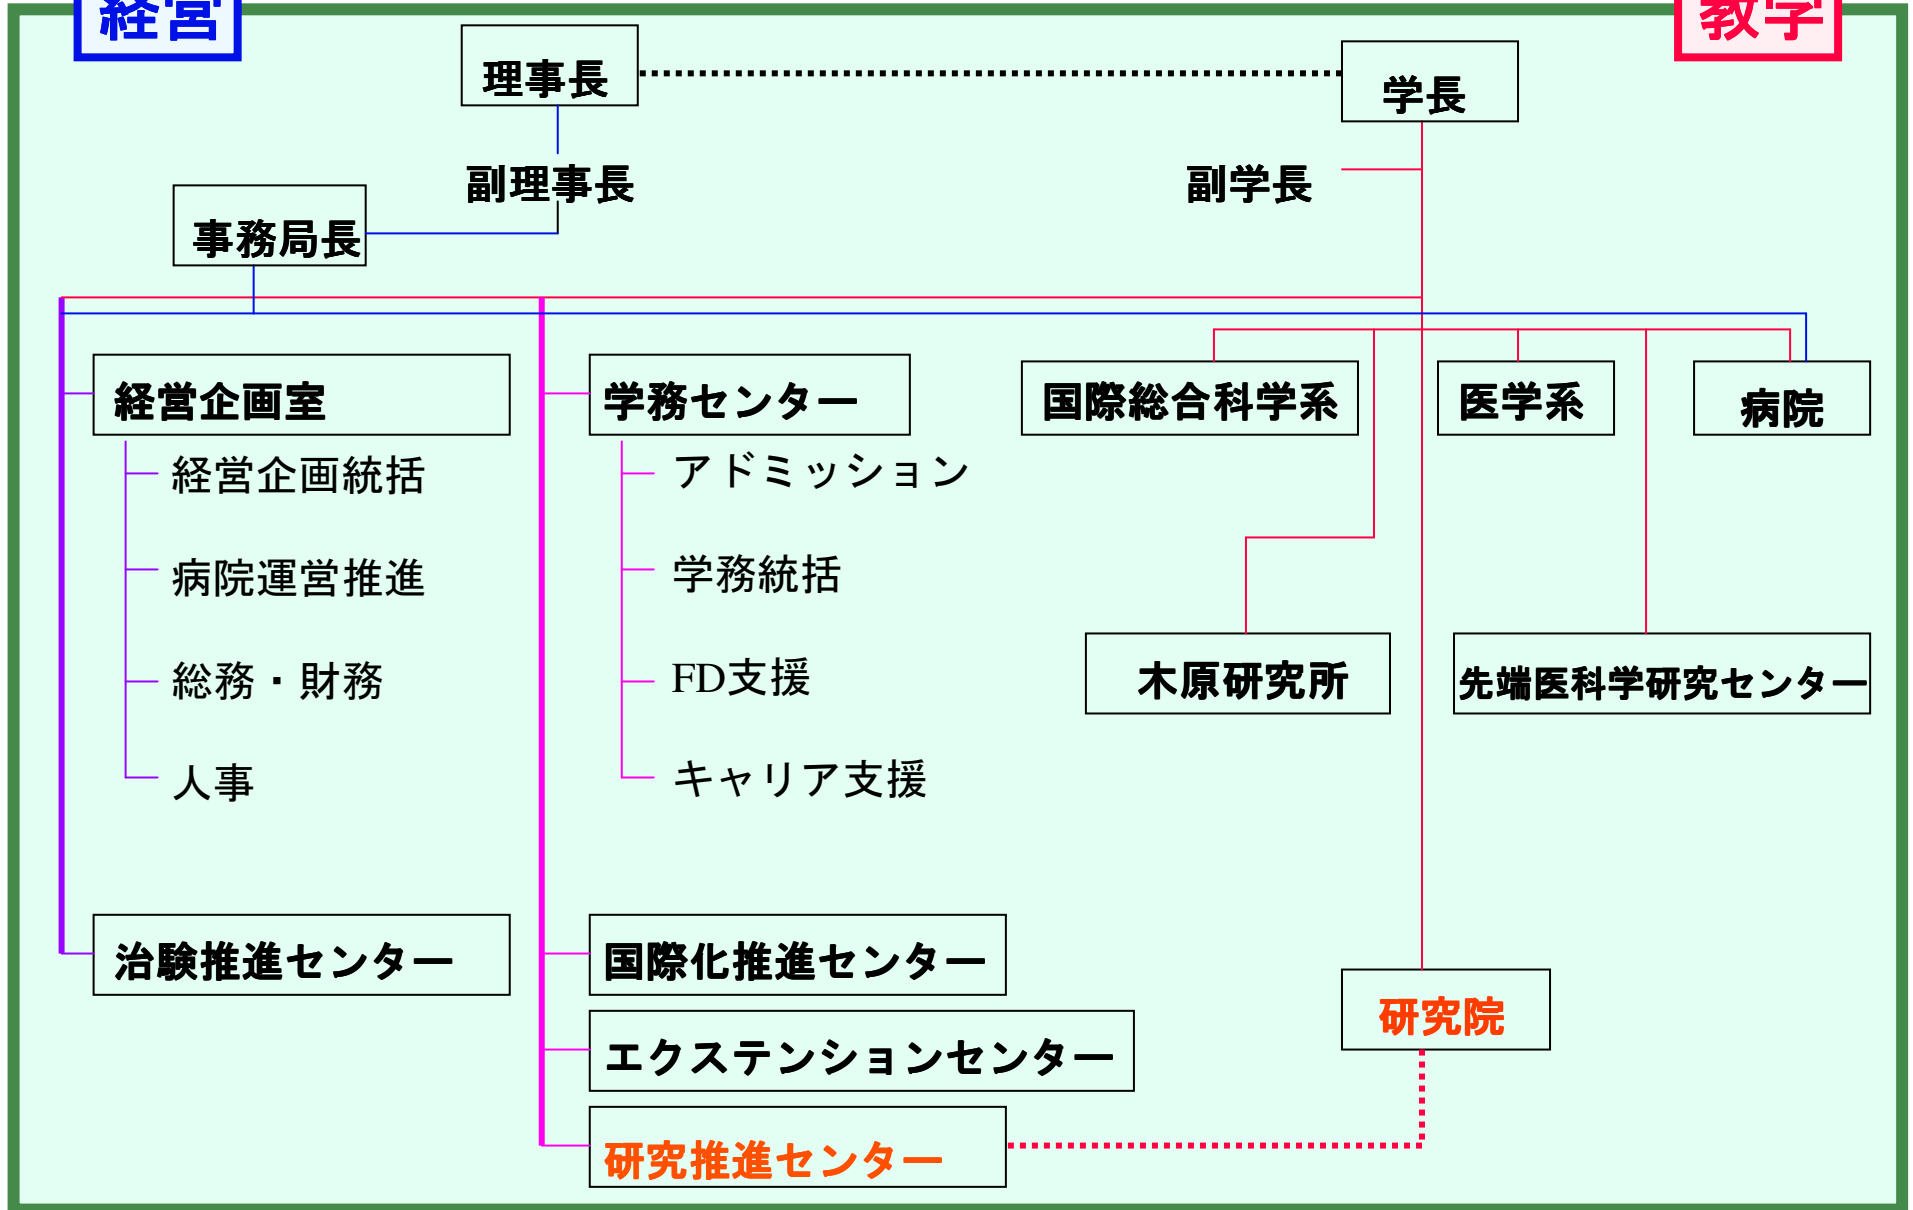 経営
教学
理事長
学長
副理事長
副学長
事務局長
経営企画室
学務センター
国際総合科学系
医学系
病院
経営企画統括
アドミッション
病院運営推進
学務統括
総務・財務
FD支援
木原研究所
先端医科学研究センター
人事
キャリア支援
治験推進センター
国際化推進センター
研究院
エクステンションセンター
研究推進センター